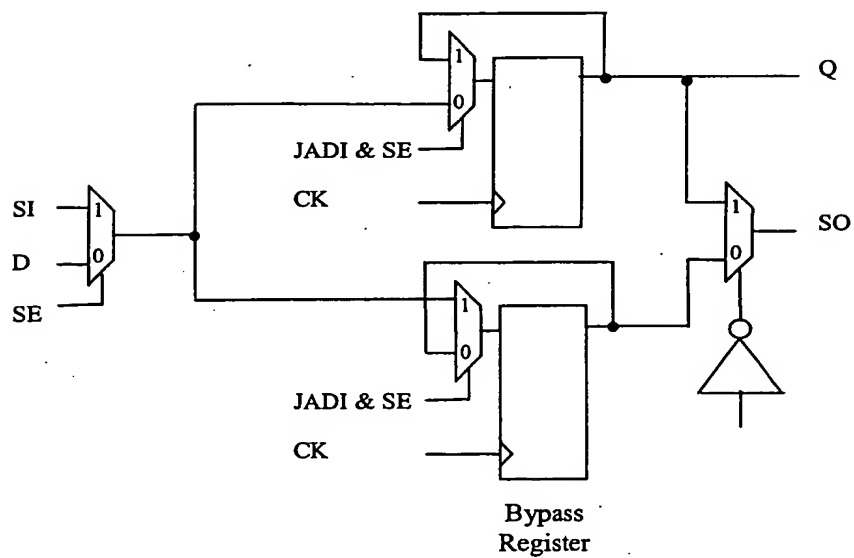 1
Q
0
JADI & SE
CK
SI
1
1
SO
D
0
0
SE
1
0
JADI & SE
CK
Bypass
Register